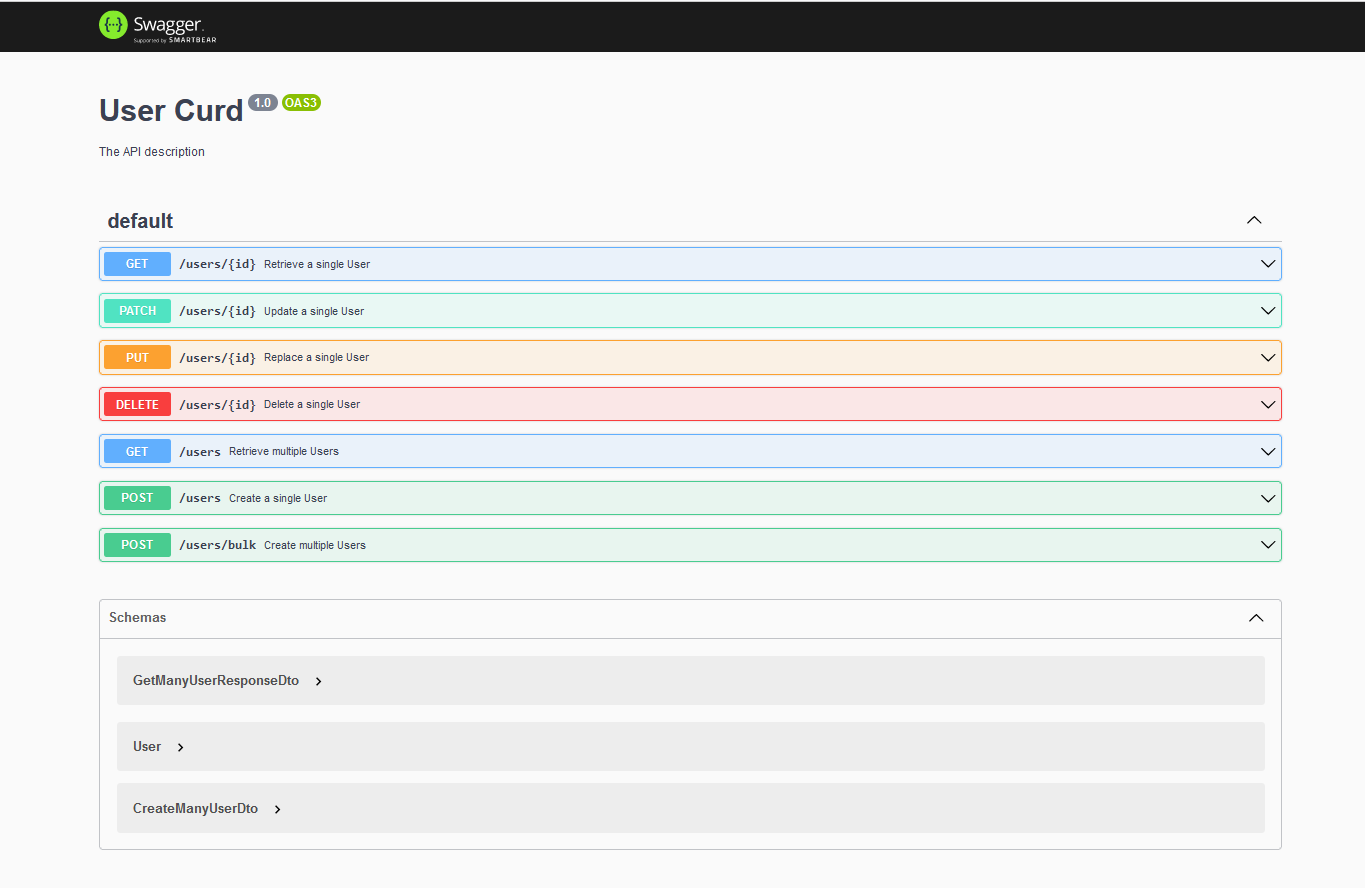 {···} Swagger.
Supported by SMARTBEAR
User Curd 1.0 OAS3
The API description
default
GET /users/{id} Retrieve a single User
PATCH /users/{id} Update a single User
PUT /users/{id} Replace a single User
DELETE /users/{id} Delete a single User
GET /users Retrieve multiple Users
POST /users Create a single User
POST /users/bulk Create multiple Users
Schemas
GetManyUserResponseDto
User
CreateManyUserDto